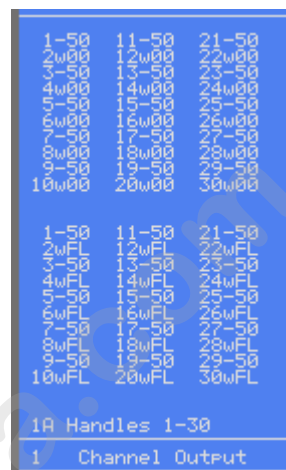 1-50 11-50 21-50
2w00 12w00 22w00
3-50 13-50 23-50
4w00 14w00 24w00
5-50 15-50 25-50
6w00 16w00 26w00
7-50 17-50 27-50
8w00 18w00 28w00
9-50 19-50 29-50
10w00 20w00 30w00
1-50 11-50 21-50
2wFL 12wFL 22wFL
3-50 13-50 23-50
4wFL 14wFL 24wFL
5-50 15-50 25-50
6wFL 16wFL 26wFL
7-50 17-50 27-50
8wFL 18wFL 28wFL
9-50 19-50 29-50
10wFL 20wFL 30wFL
1A Handles 1-30
1 Channel Output